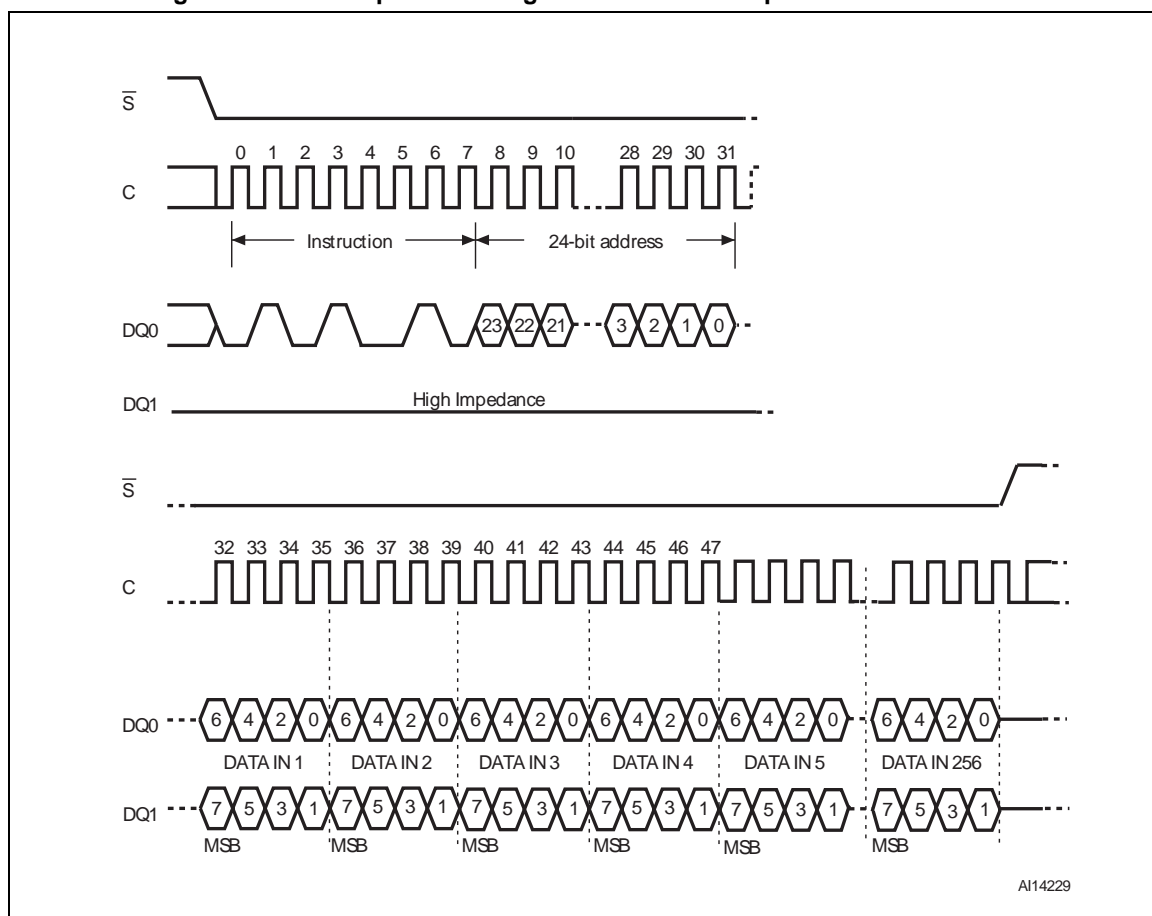 S
0 1 2 3 4 5 6 7 8 9 10 28 29 30 31
C
Instruction 24-bit address
DQ0 23 22 21 3 2 1 0
DQ1 High Impedance
S
32 33 34 35 36 37 38 39 40 41 42 43 44 45 46 47
C
DQ0 6 4 2 0 6 4 2 0 6 4 2 0 6 4 2 0 6 4 2 0 6 4 2 0
DATA IN 1 DATA IN 2 DATA IN 3 DATA IN 4 DATA IN 5 DATA IN 256
DQ1 7 5 3 1 7 5 3 1 7 5 3 1 7 5 3 1 7 5 3 1 7 5 3 1
MSB MSB MSB MSB MSB MSB
AI14229